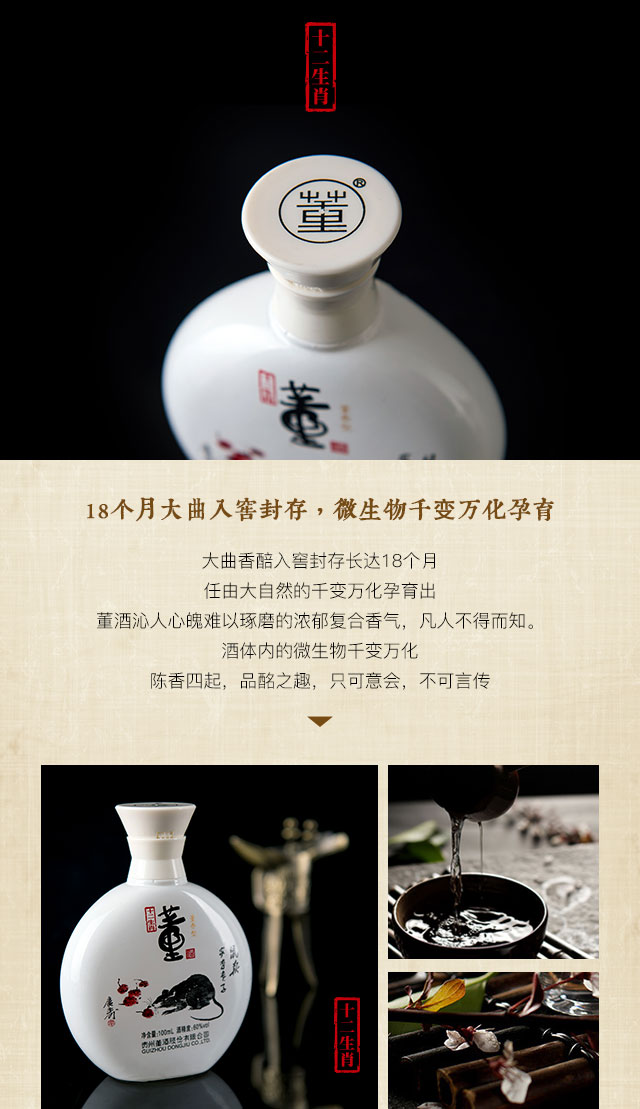 十二生肖
董®
十二生肖
董
18个月大曲入窖封存，微生物千变万化孕育
大曲香醅入窖封存长达18个月
任由大自然的千变万化孕育出
董酒沁人心魄难以琢磨的浓郁复合香气，凡人不得而知。
酒体内的微生物千变万化
陈香四起，品酩之趣，只可意会，不可言传
十二生肖
董
净含量:100mL 酒精度:60%vol
贵州董酒股份有限公司
GUIZHOU DONGJIU CO.,LTD.
十二生肖